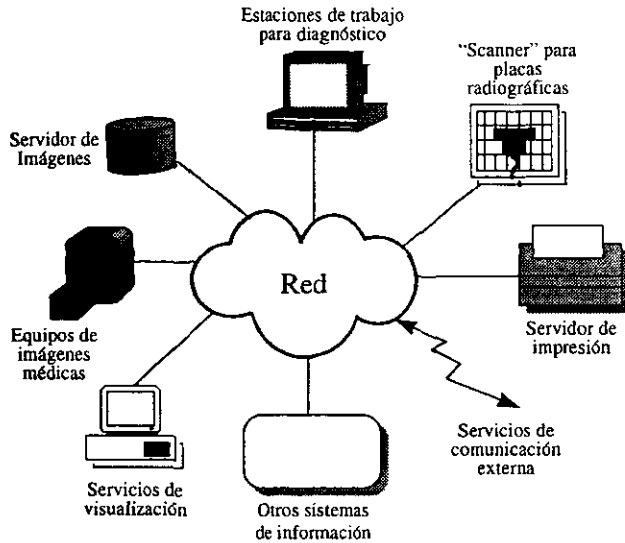 Estaciones de trabajo
para diagnóstico
"Scanner" para
placas
radiográficas
Servidor de
Imágenes
Red
Equipos de
imágenes
médicas
Servidor de
impresión
Servicios de
visualización
Otros sistemas
de información
Servicios de
comunicación
externa